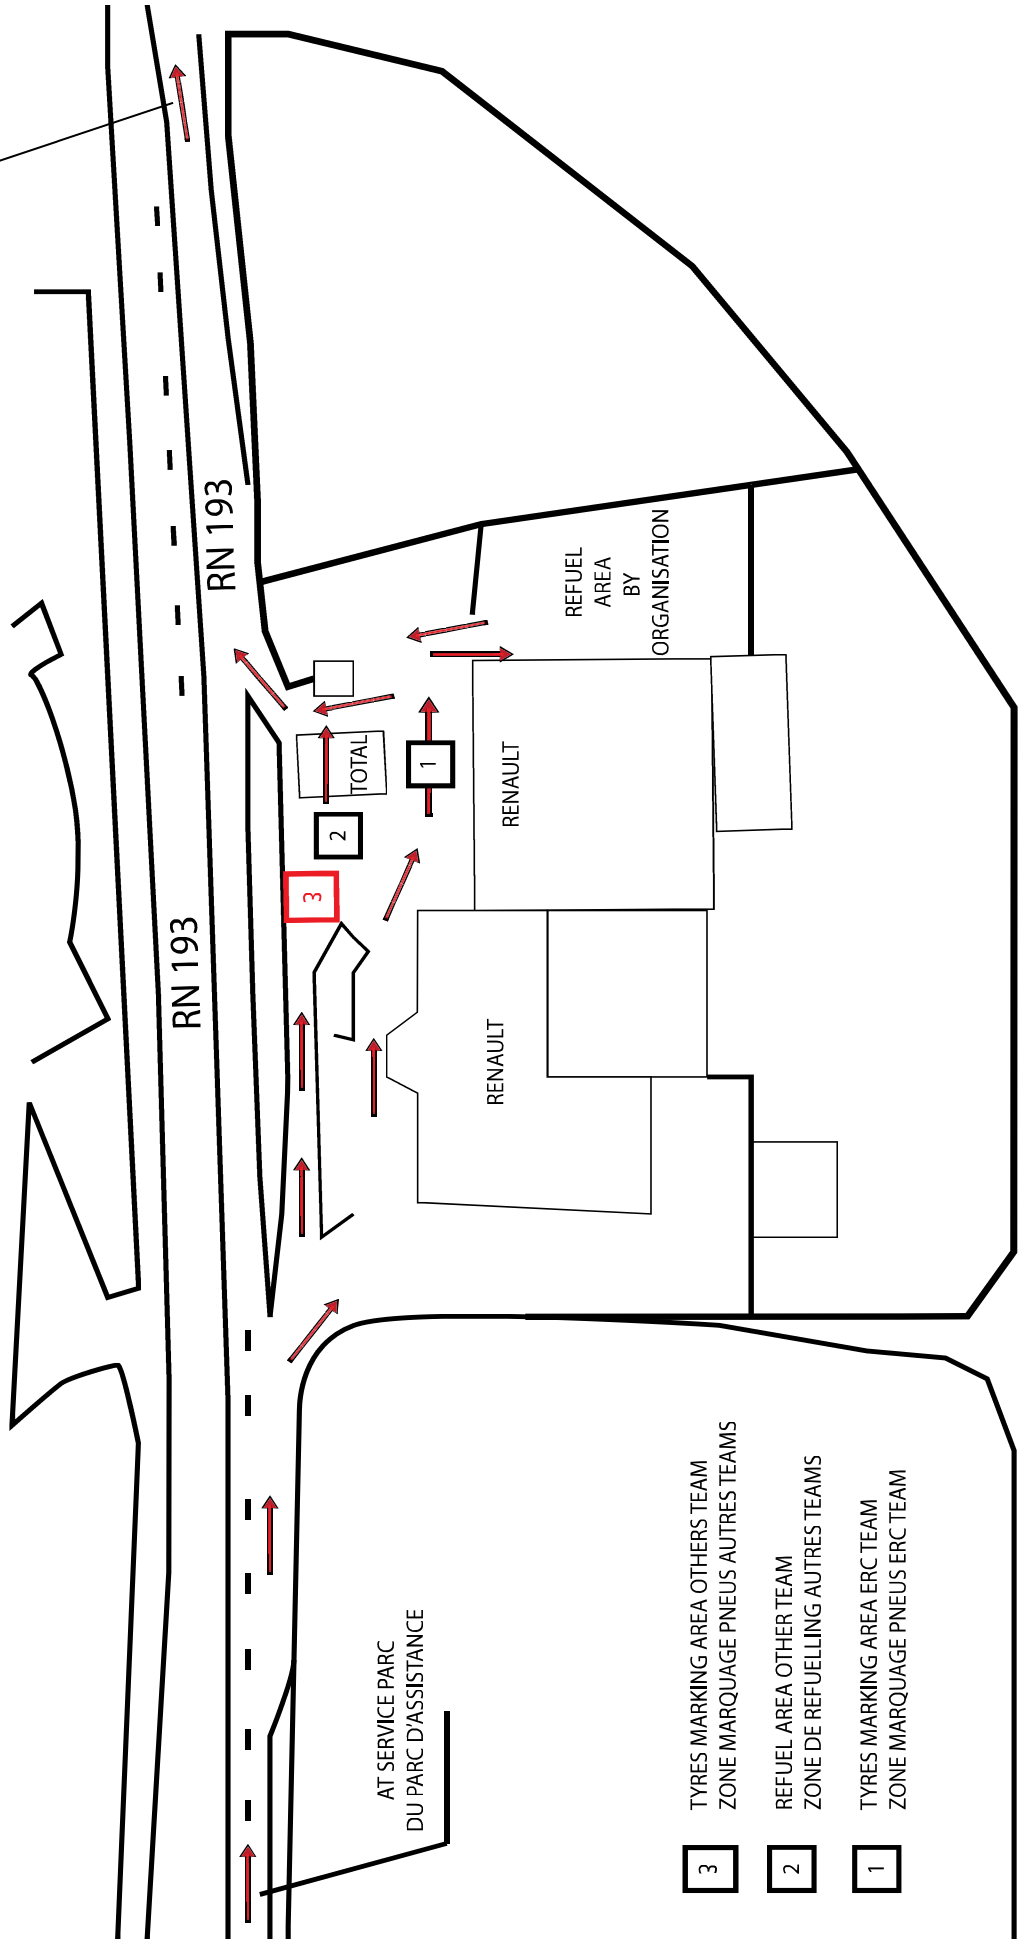 RN 193
RN 193
3
2
TOTAL
1
RENAULT
RENAULT
REFUEL
AREA
BY
ORGANISATION
AT SERVICE PARC
DU PARC D'ASSISTANCE
3
TYRES MARKING AREA OTHERS TEAM
ZONE MARQUAGE PNEUS AUTRES TEAMS
2
REFUEL AREA OTHER TEAM
ZONE DE REFUELLING AUTRES TEAMS
1
TYRES MARKING AREA ERC TEAM
ZONE MARQUAGE PNEUS ERC TEAM